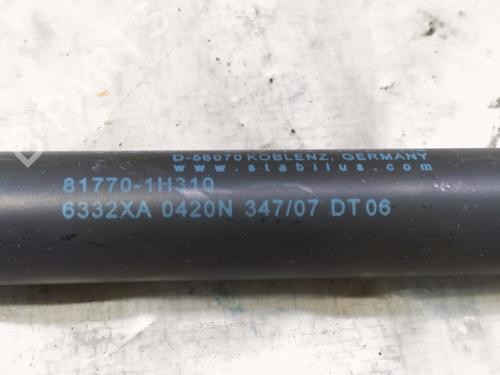 D-56070 KOBLENZ, GERMANY
www.stabilus.com
81770-1H310
6332XA 0420N 347/07 DT06